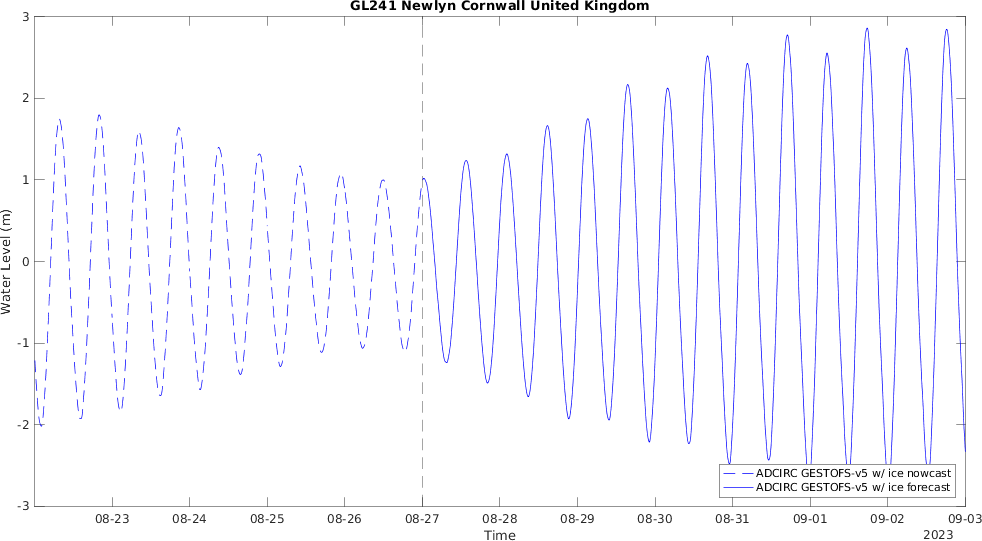 GL241 Newlyn Cornwall United Kingdom
3
2
1
0
-1
-2
-3
Water Level (m)
ADCIRC GESTOFS-v5 w/ ice nowcast
ADCIRC GESTOFS-v5 w/ ice forecast
08-23 08-24 08-25 08-26 08-27 08-28 08-29 08-30 08-31 09-01 09-02 09-03
Time
2023